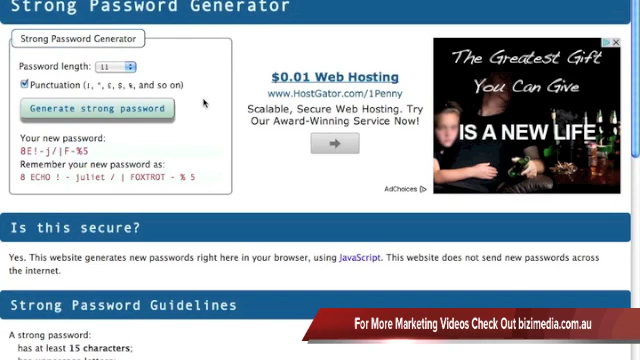 Strong Password Generator
Strong Password Generator
Password length: 11
Punctuation (
and so on)
Generate strong password
Your new password:
8E!-j/|F-%5
Remember your new password as:
8 ECHO ! - juliet / | FOXTROT - % 5
$0.01 Web Hosting
www.HostGator.com/1Penny
Scalable, Secure Web Hosting. Try
Our Award-Winning Service Now!
AdChoices
The Greatest Gift
You Can Give
IS A NEW LIFE
Is this secure?
Yes. This website generates new passwords right here in your browser, using JavaScript. This website does not send new passwords across
the internet.
Strong Password Guidelines
A strong password:
has at least 15 characters;
For More Marketing Videos Check Out bizimedia.com.au